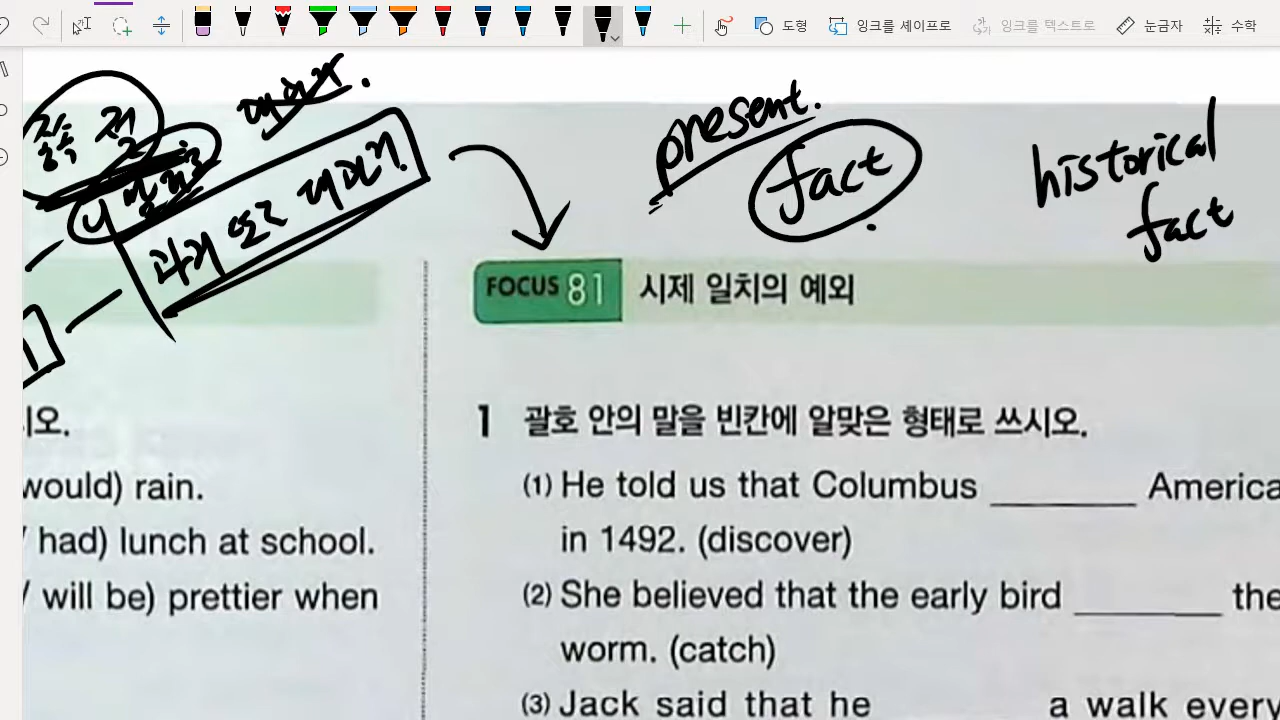 도형
잉크를 셰이프로
잉크를 텍스트로
눈금자
수학
종속절
과거 또는 대과거
present.
fact
historical
fact
FOCUS 81 시제 일치의 예외
시오.
would) rain.
/ had) lunch at school.
/ will be) prettier when
1 괄호 안의 말을 빈칸에 알맞은 형태로 쓰시오.
(1) He told us that Columbus ________ America
in 1492. (discover)
(2) She believed that the early bird ________ the
worm. (catch)
(3) Jack said that he a walk every